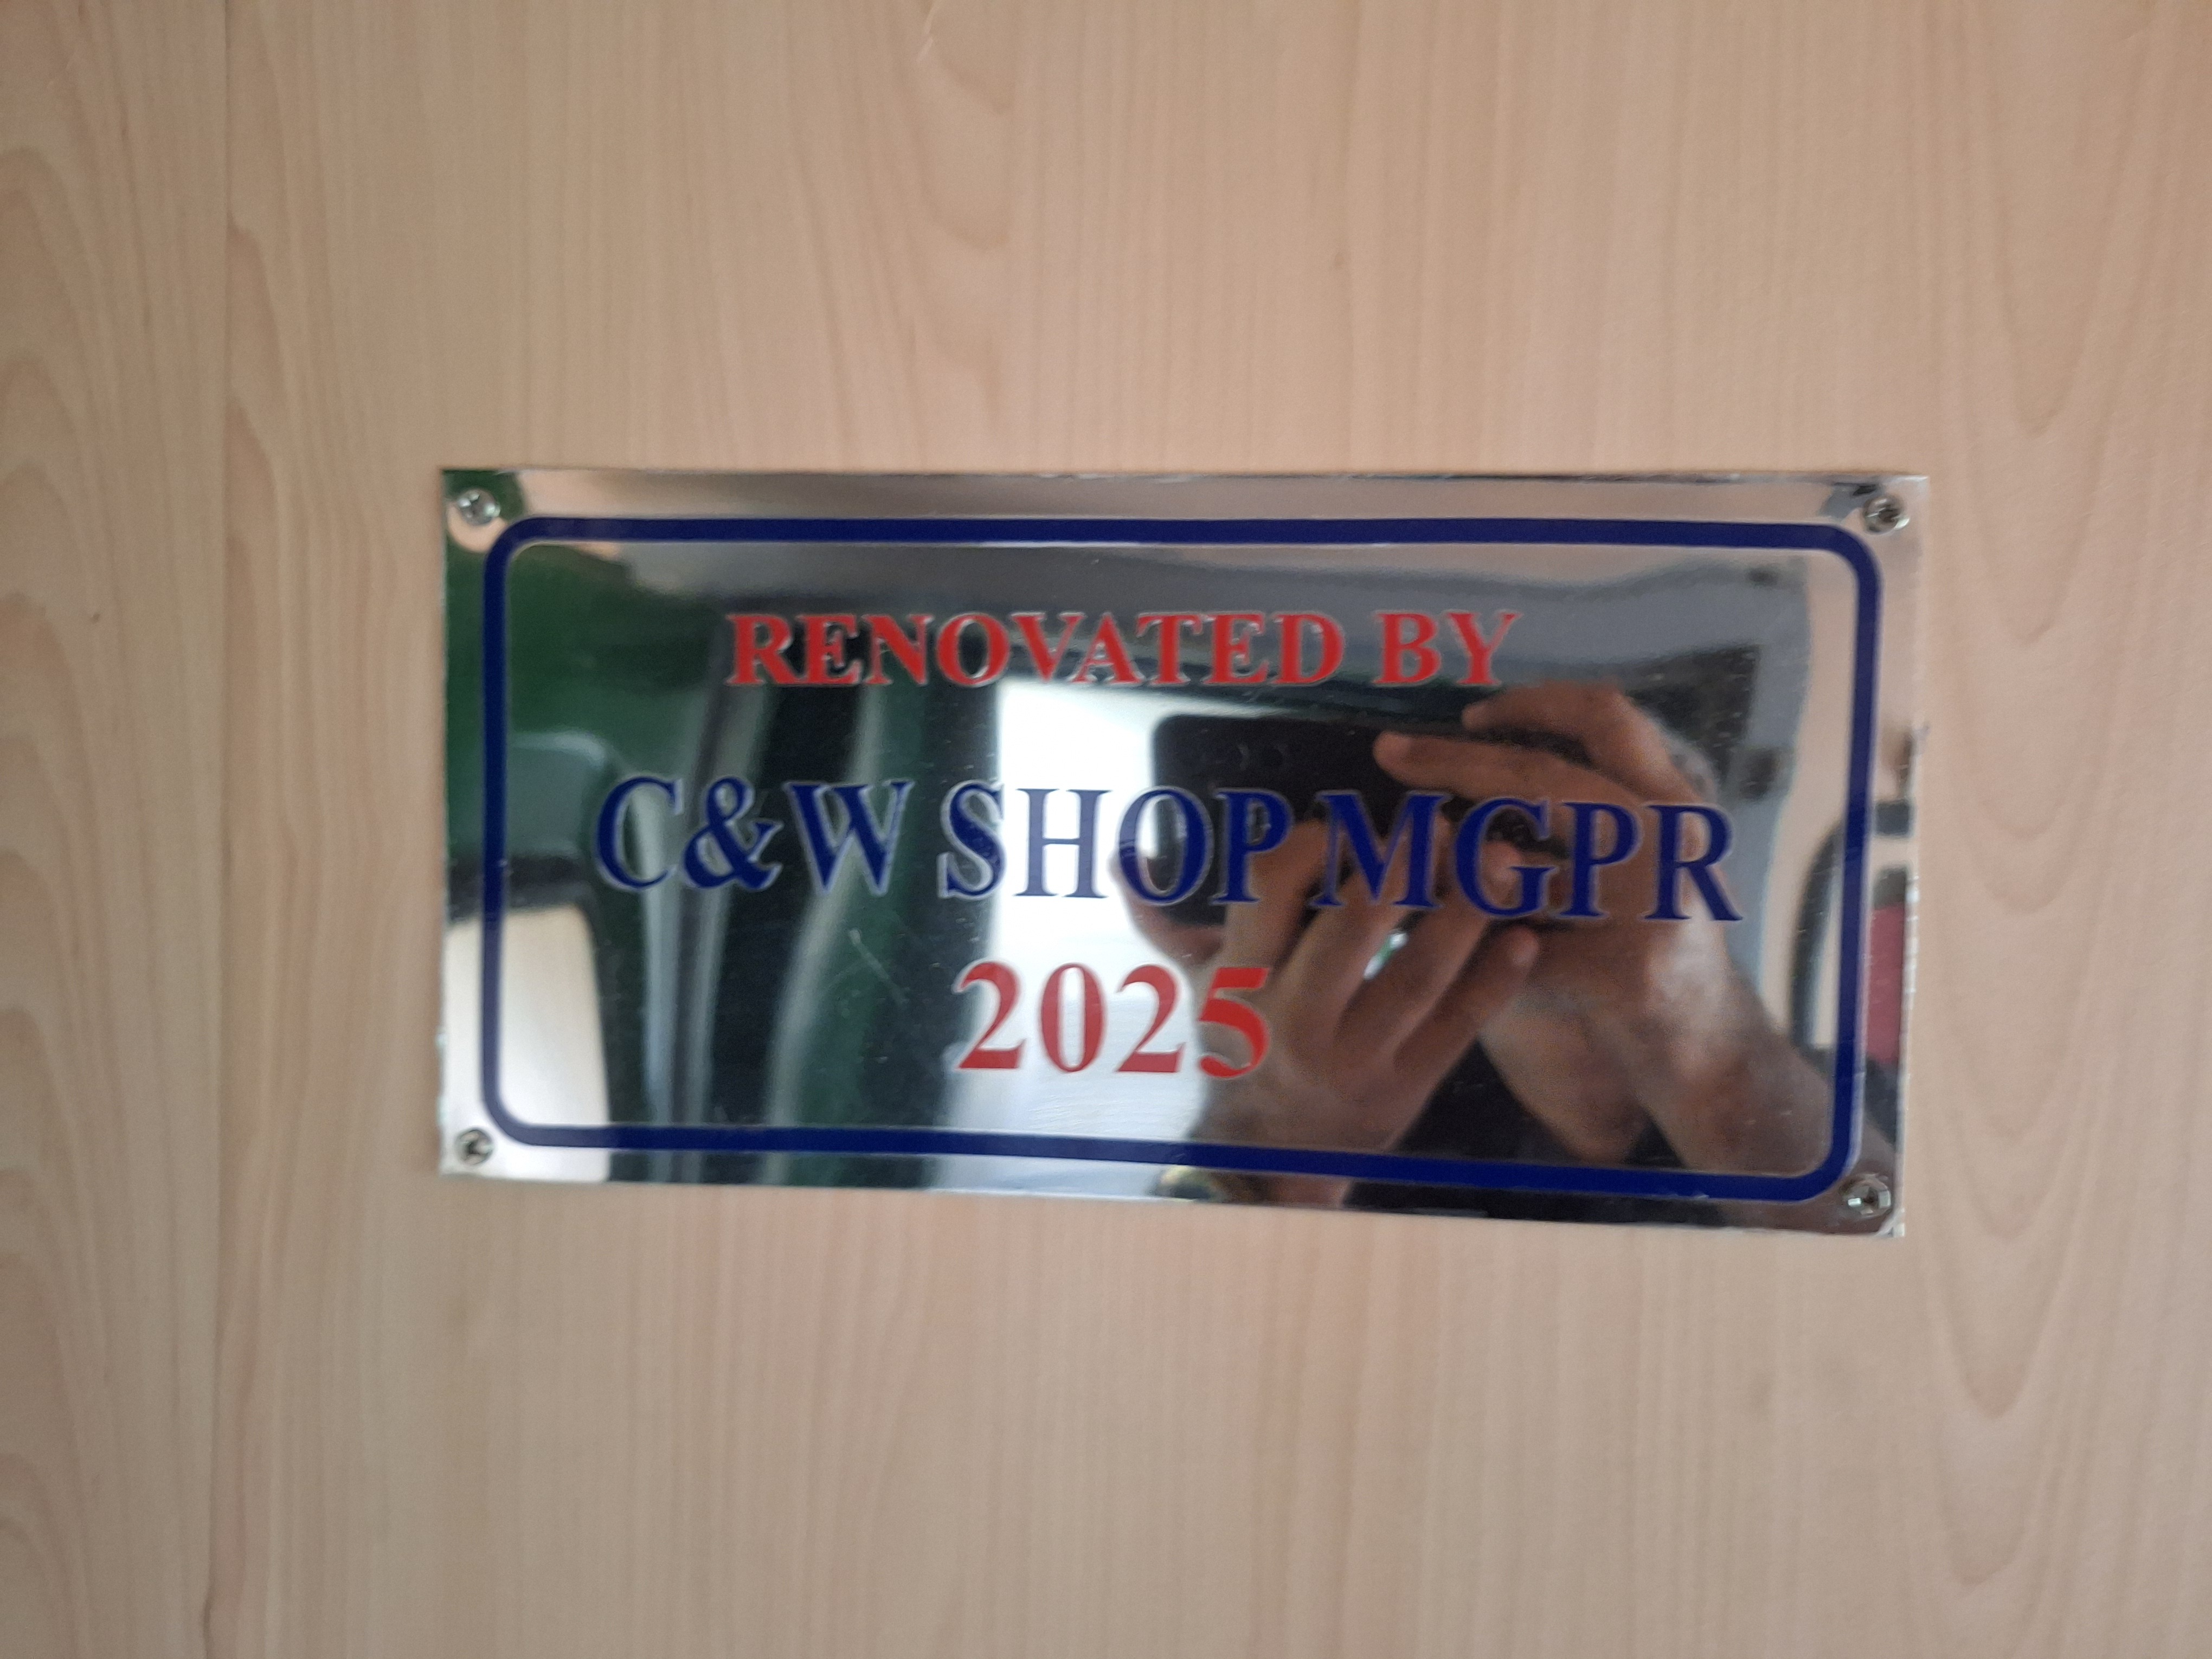 RENOVATED BY
C&W SHOP MGPR
2025